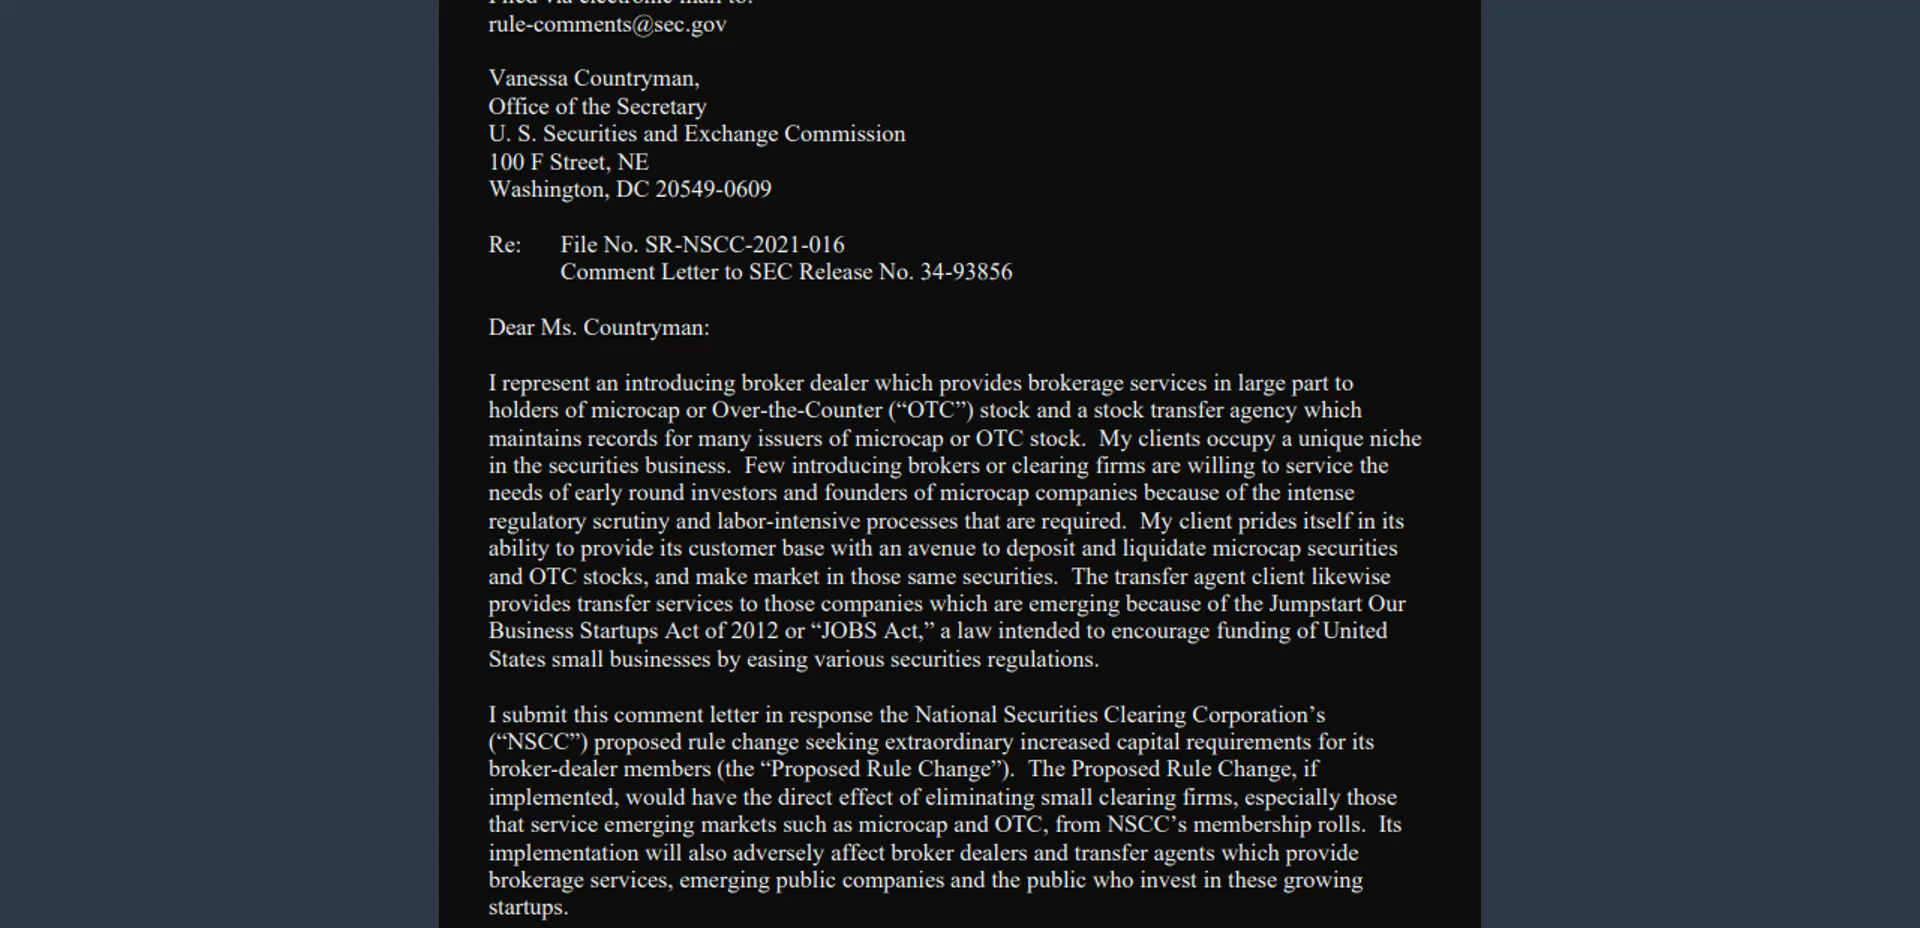 Filed via electronic mail to:
rule-comments@sec.gov
Vanessa Countryman,
Office of the Secretary
U. S. Securities and Exchange Commission
100 F Street, NE
Washington, DC 20549-0609
Re: File No. SR-NSCC-2021-016
Comment Letter to SEC Release No. 34-93856
Dear Ms. Countryman:
I represent an introducing broker dealer which provides brokerage services in large part to
holders of microcap or Over-the-Counter (“OTC”) stock and a stock transfer agency which
maintains records for many issuers of microcap or OTC stock.  My clients occupy a unique niche
in the securities business.  Few introducing brokers or clearing firms are willing to service the
needs of early round investors and founders of microcap companies because of the intense
regulatory scrutiny and labor-intensive processes that are required.  My client prides itself in its
ability to provide its customer base with an avenue to deposit and liquidate microcap securities
and OTC stocks, and make market in those same securities.  The transfer agent client likewise
provides transfer services to those companies which are emerging because of the Jumpstart Our
Business Startups Act of 2012 or “JOBS Act,” a law intended to encourage funding of United
States small businesses by easing various securities regulations.
I submit this comment letter in response the National Securities Clearing Corporation’s
(“NSCC”) proposed rule change seeking extraordinary increased capital requirements for its
broker-dealer members (the “Proposed Rule Change”).  The Proposed Rule Change, if
implemented, would have the direct effect of eliminating small clearing firms, especially those
that service emerging markets such as microcap and OTC, from NSCC’s membership rolls.  Its
implementation will also adversely affect broker dealers and transfer agents which provide
brokerage services, emerging public companies and the public who invest in these growing
startups.